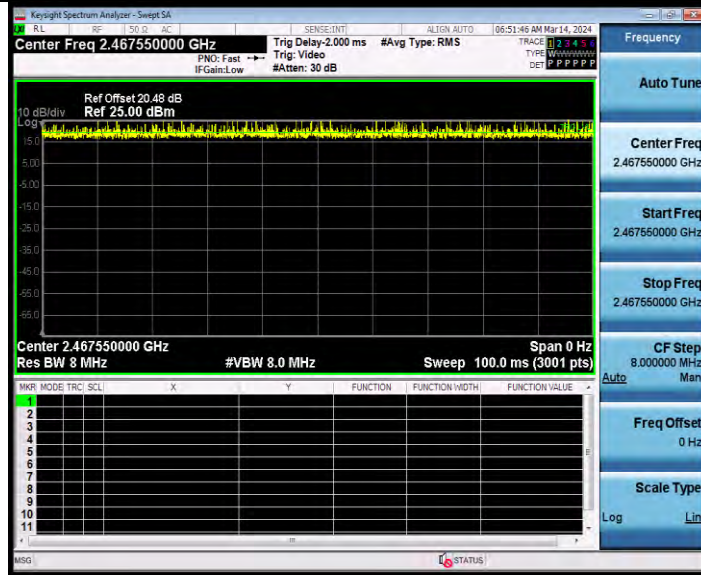 Keysight Spectrum Analyzer - Swept SA
LXI RL RF 50 Ω AC SENSE:INT ALIGN AUTO 06:51:46 AM Mar 14, 2024
Center Freq 2.467550000 GHz
PNO: Fast
IFGain:Low
Trig Delay-2.000 ms
Trig: Video
#Atten: 30 dB
#Avg Type: RMS
TRACE 1 2 3 4 5 6
TYPE
DET P P P P P P
Ref Offset 20.48 dB
10 dB/div Ref 25.00 dBm
Log
15.0
5.00
-5.00
-15.0
-25.0
-35.0
-45.0
-55.0
-65.0
Center 2.467550000 GHz Span 0 Hz
Res BW 8 MHz #VBW 8.0 MHz Sweep 100.0 ms (3001 pts)
MKR MODE TRC SCL X Y FUNCTION FUNCTION WIDTH FUNCTION VALUE
1
2
3
4
5
6
7
8
9
10
11
MSG STATUS
Frequency
Auto Tune
Center Freq
2.467550000 GHz
Start Freq
2.467550000 GHz
Stop Freq
2.467550000 GHz
CF Step
8.000000 MHz
Auto Man
Freq Offset
0 Hz
Scale Type
Log Lin